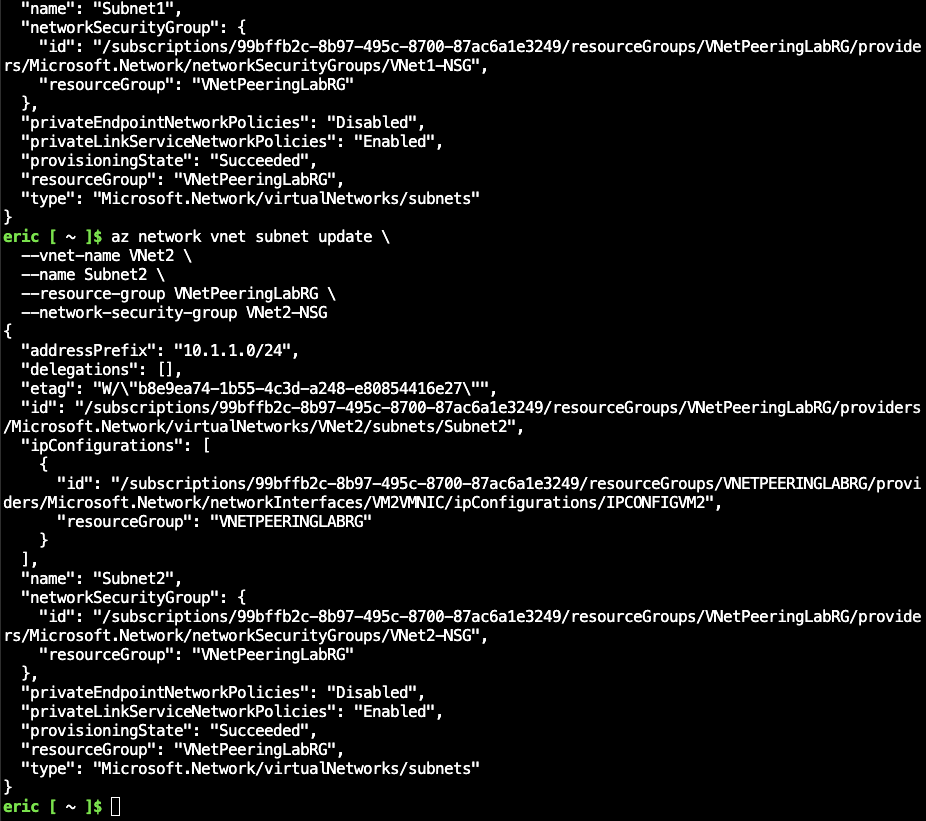 "name": "Subnet1",
  "networkSecurityGroup": {
    "id": "/subscriptions/99bffb2c-8b97-495c-8700-87ac6a1e3249/resourceGroups/VNetPeeringLabRG/provide
rs/Microsoft.Network/networkSecurityGroups/VNet1-NSG",
    "resourceGroup": "VNetPeeringLabRG"
  },
  "privateEndpointNetworkPolicies": "Disabled",
  "privateLinkServiceNetworkPolicies": "Enabled",
  "provisioningState": "Succeeded",
  "resourceGroup": "VNetPeeringLabRG",
  "type": "Microsoft.Network/virtualNetworks/subnets"
}
eric [ ~ ]$ az network vnet subnet update \
  --vnet-name VNet2 \
  --name Subnet2 \
  --resource-group VNetPeeringLabRG \
  --network-security-group VNet2-NSG
{
  "addressPrefix": "10.1.1.0/24",
  "delegations": [],
  "etag": "W/\"b8e9ea74-1b55-4c3d-a248-e80854416e27\"",
  "id": "/subscriptions/99bffb2c-8b97-495c-8700-87ac6a1e3249/resourceGroups/VNetPeeringLabRG/providers
/Microsoft.Network/virtualNetworks/VNet2/subnets/Subnet2",
  "ipConfigurations": [
    {
      "id": "/subscriptions/99bffb2c-8b97-495c-8700-87ac6a1e3249/resourceGroups/VNETPEERINGLABRG/provi
ders/Microsoft.Network/networkInterfaces/VM2VMNIC/ipConfigurations/IPCONFIGVM2",
      "resourceGroup": "VNETPEERINGLABRG"
    }
  ],
  "name": "Subnet2",
  "networkSecurityGroup": {
    "id": "/subscriptions/99bffb2c-8b97-495c-8700-87ac6a1e3249/resourceGroups/VNetPeeringLabRG/provide
rs/Microsoft.Network/networkSecurityGroups/VNet2-NSG",
    "resourceGroup": "VNetPeeringLabRG"
  },
  "privateEndpointNetworkPolicies": "Disabled",
  "privateLinkServiceNetworkPolicies": "Enabled",
  "provisioningState": "Succeeded",
  "resourceGroup": "VNetPeeringLabRG",
  "type": "Microsoft.Network/virtualNetworks/subnets"
}
eric [ ~ ]$